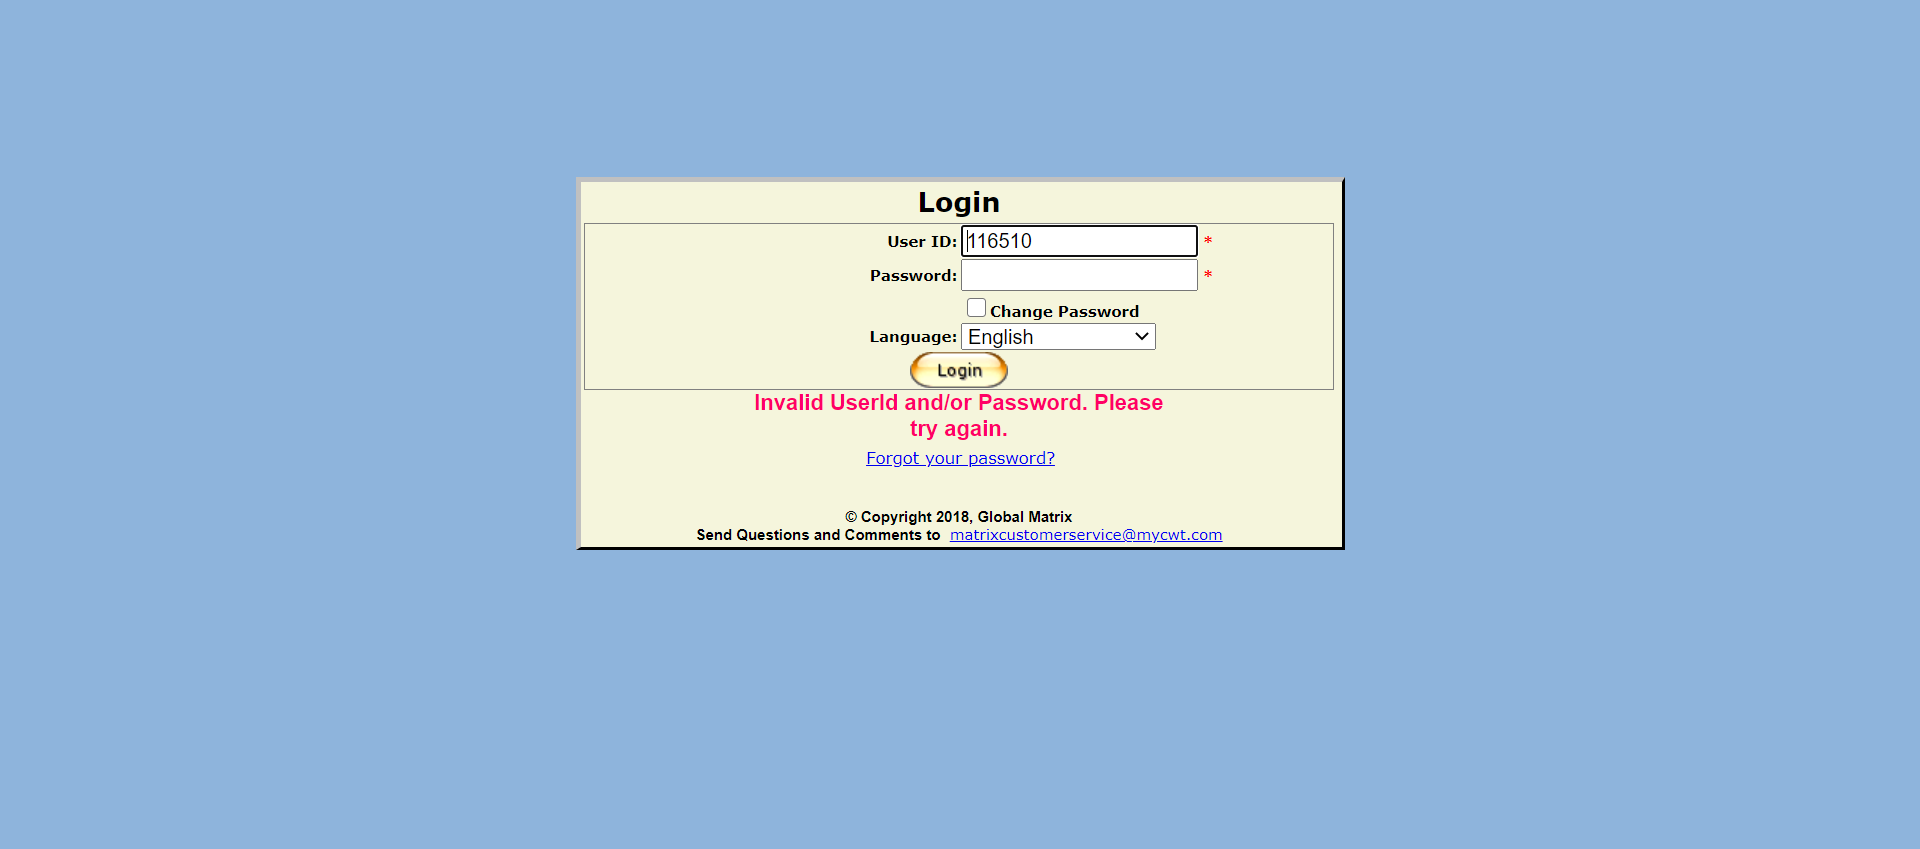 Login
User ID: 116510 *
Password: *
Change Password
Language: English
Login
Invalid UserId and/or Password. Please
try again.
Forgot your password?
© Copyright 2018, Global Matrix
Send Questions and Comments to matrixcustomerservice@mycwt.com